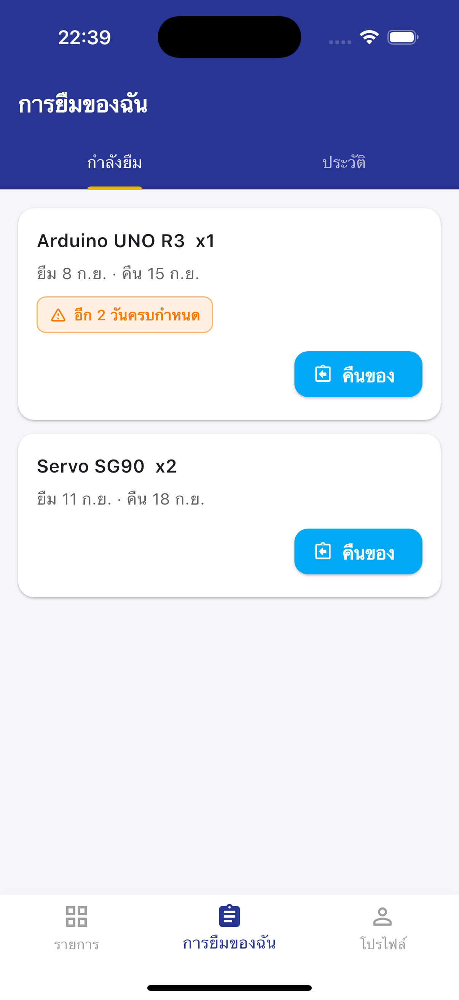 22:39
การยืมของฉัน
กำลังยืม
ประวัติ
Arduino UNO R3 x1
ยืม 8 ก.ย. · คืน 15 ก.ย.
อีก 2 วันครบกำหนด
คืนของ
Servo SG90 x2
ยืม 11 ก.ย. · คืน 18 ก.ย.
คืนของ
รายการ
การยืมของฉัน
โปรไฟล์